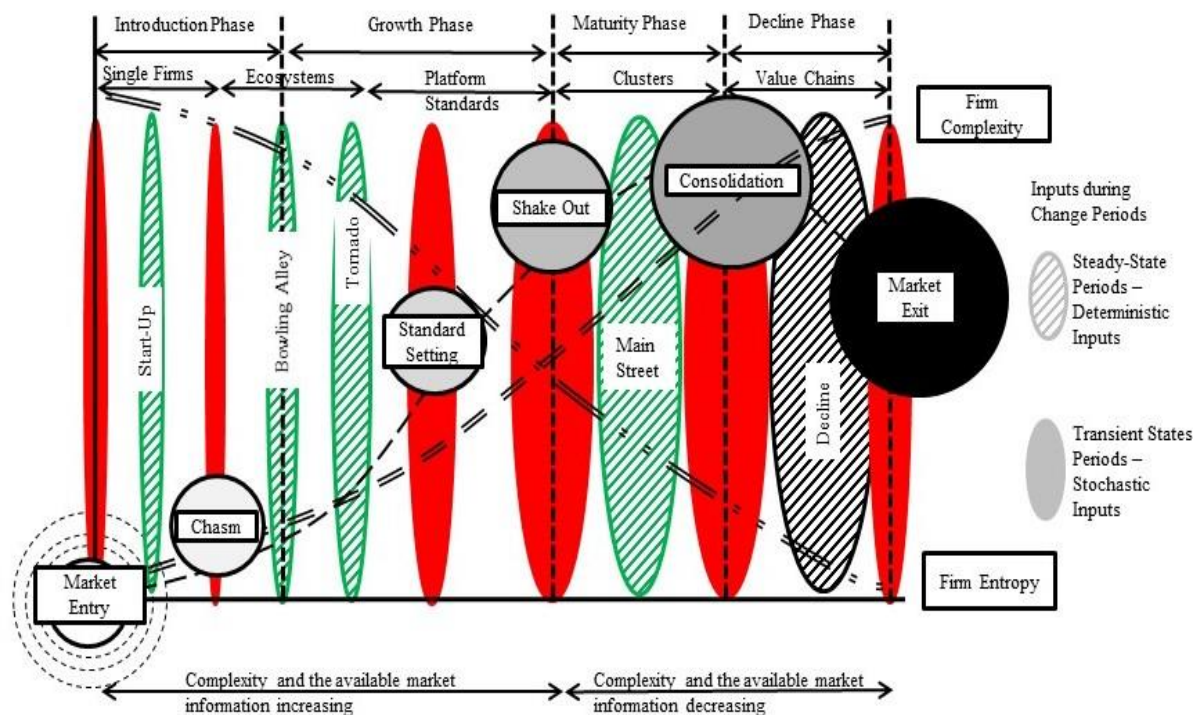 Introduction Phase
Growth Phase
Maturity Phase
Decline Phase
Single Firms
Ecosystems
Platform
Standards
Clusters
Value Chains
Firm
Complexity
Consolidation
Shake Out
Inputs during
Change Periods
Steady-State
Periods –
Deterministic
Inputs
Tornado
Bowling Alley
Start-Up
Market
Exit
Standard
Setting
Main
Street
Decline
Transient States
Periods –
Stochastic
Inputs
Chasm
Market
Entry
Firm Entropy
Complexity and the available market
information increasing
Complexity and the available market
information decreasing